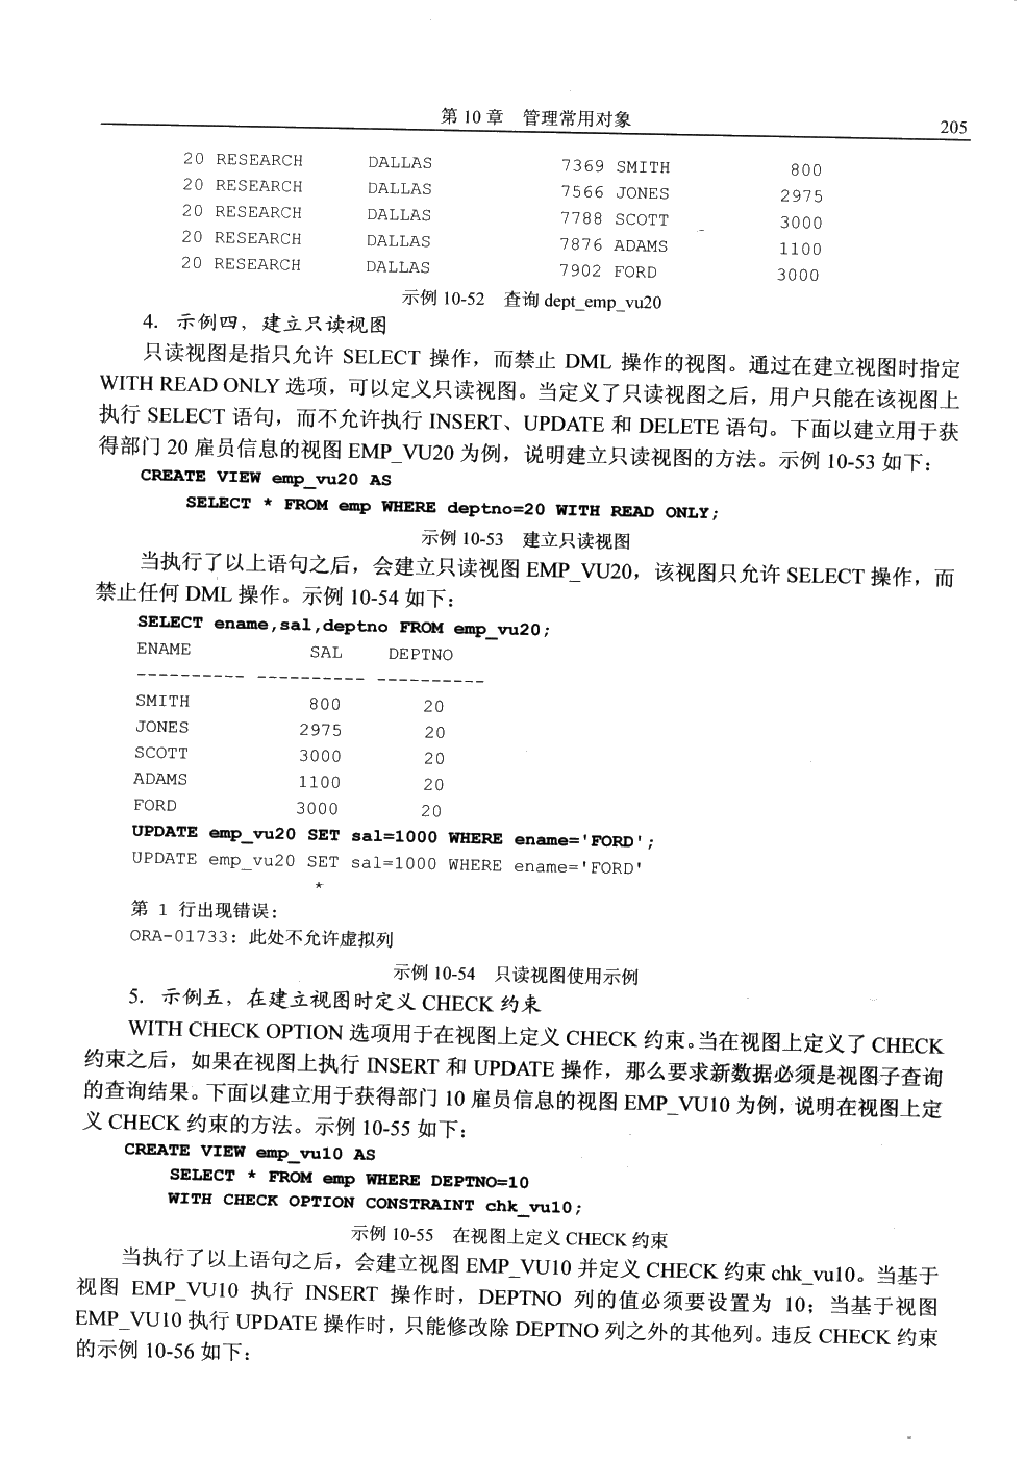 第 10 章　管理常用对象
205
20 RESEARCH DALLAS 7369 SMITH 800
20 RESEARCH DALLAS 7566 JONES 2975
20 RESEARCH DALLAS 7788 SCOTT 3000
20 RESEARCH DALLAS 7876 ADAMS 1100
20 RESEARCH DALLAS 7902 FORD 3000
示例 10-52　查询 dept_emp_vu20
4. 示例四，建立只读视图
只读视图是指只允许 SELECT 操作，而禁止 DML 操作的视图。通过在建立视图时指定
WITH READ ONLY 选项，可以定义只读视图。当定义了只读视图之后，用户只能在该视图上
执行 SELECT 语句，而不允许执行 INSERT、UPDATE 和 DELETE 语句。下面以建立用于获
得部门 20 雇员信息的视图 EMP_VU20 为例，说明建立只读视图的方法。示例 10-53 如下：
CREATE VIEW emp_vu20 AS
SELECT * FROM emp WHERE deptno=20 WITH READ ONLY;
示例 10-53　建立只读视图
当执行了以上语句之后，会建立只读视图 EMP_VU20，该视图只允许 SELECT 操作，而
禁止任何 DML 操作。示例 10-54 如下：
SELECT ename,sal,deptno FROM emp_vu20;
ENAME SAL DEPTNO
---------- ---------- ----------
SMITH 800 20
JONES 2975 20
SCOTT 3000 20
ADAMS 1100 20
FORD 3000 20
UPDATE emp_vu20 SET sal=1000 WHERE ename='FORD';
UPDATE emp_vu20 SET sal=1000 WHERE ename='FORD'
*
第 1 行出现错误:
ORA-01733: 此处不允许虚拟列
示例 10-54　只读视图使用示例
5. 示例五，在建立视图时定义 CHECK 约束
WITH CHECK OPTION 选项用于在视图上定义 CHECK 约束。当在视图上定义了 CHECK
约束之后，如果在视图上执行 INSERT 和 UPDATE 操作，那么要求新数据必须是视图子查询
的查询结果。下面以建立用于获得部门 10 雇员信息的视图 EMP_VU10 为例，说明在视图上定
义 CHECK 约束的方法。示例 10-55 如下：
CREATE VIEW emp_vu10 AS
SELECT * FROM emp WHERE DEPTNO=10
WITH CHECK OPTION CONSTRAINT chk_vu10;
示例 10-55　在视图上定义 CHECK 约束
当执行了以上语句之后，会建立视图 EMP_VU10 并定义 CHECK 约束 chk_vu10。当基于
视图 EMP_VU10 执行 INSERT 操作时，DEPTNO 列的值必须要设置为 10；当基于视图
EMP_VU10 执行 UPDATE 操作时，只能修改除 DEPTNO 列之外的其他列。违反 CHECK 约束
的示例 10-56 如下：